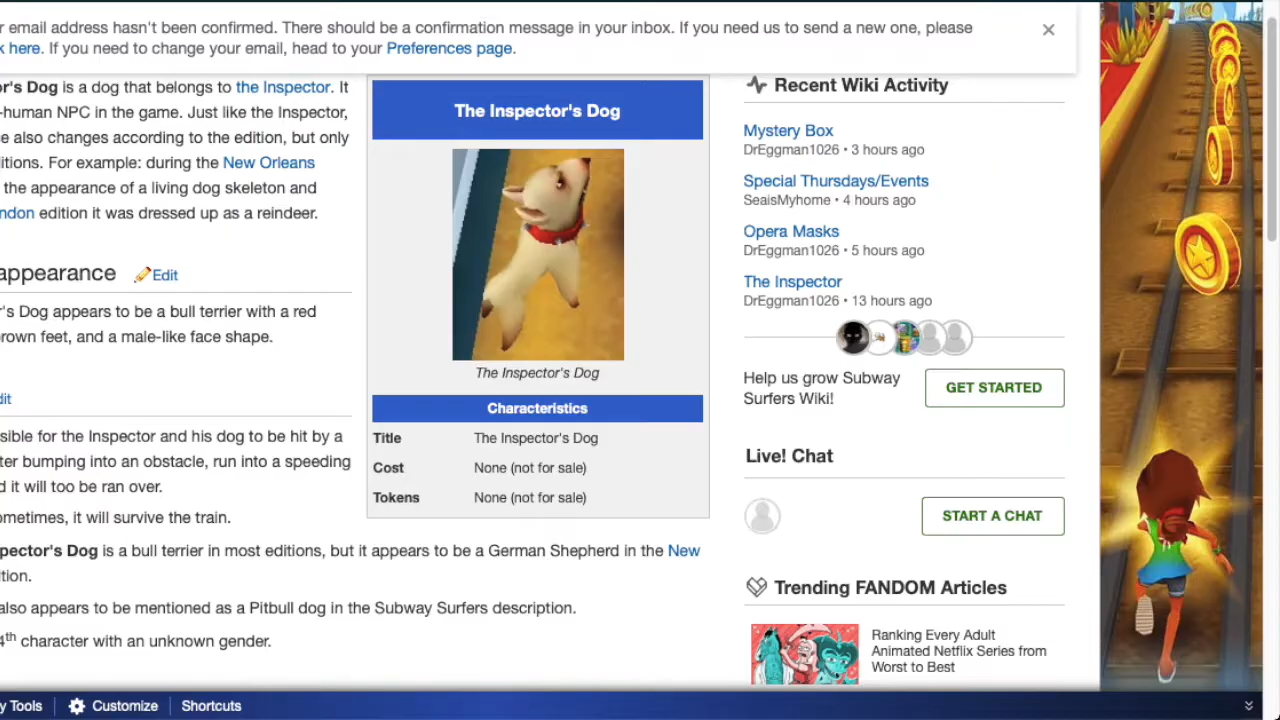 r email address hasn't been confirmed. There should be a confirmation message in your inbox. If you need us to send a new one, please
k here. If you need to change your email, head to your Preferences page.
r's Dog is a dog that belongs to the Inspector. It
-human NPC in the game. Just like the Inspector,
e also changes according to the edition, but only
itions. For example: during the New Orleans
the appearance of a living dog skeleton and
ndon edition it was dressed up as a reindeer.
appearance Edit
's Dog appears to be a bull terrier with a red
rown feet, and a male-like face shape.
dit
sible for the Inspector and his dog to be hit by a
ter bumping into an obstacle, run into a speeding
d it will too be ran over.
ometimes, it will survive the train.
pector's Dog is a bull terrier in most editions, but it appears to be a German Shepherd in the New
tion.
also appears to be mentioned as a Pitbull dog in the Subway Surfers description.
4th character with an unknown gender.
The Inspector's Dog
The Inspector's Dog
Characteristics
Title The Inspector's Dog
Cost None (not for sale)
Tokens None (not for sale)
Recent Wiki Activity
Mystery Box
DrEggman1026 • 3 hours ago
Special Thursdays/Events
SeaisMyhome • 4 hours ago
Opera Masks
DrEggman1026 • 5 hours ago
The Inspector
DrEggman1026 • 13 hours ago
Help us grow Subway
Surfers Wiki!
GET STARTED
Live! Chat
START A CHAT
Trending FANDOM Articles
Ranking Every Adult
Animated Netflix Series from
Worst to Best
y Tools Customize Shortcuts